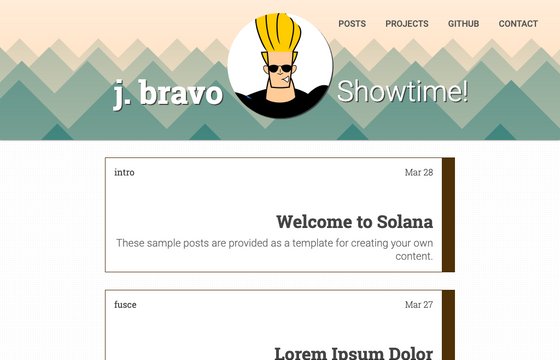 POSTS PROJECTS GITHUB CONTACT
j. bravo Showtime!
intro Mar 28
Welcome to Solana
These sample posts are provided as a template for creating your own
content.
fusce Mar 27
Lorem Ipsum Dolor